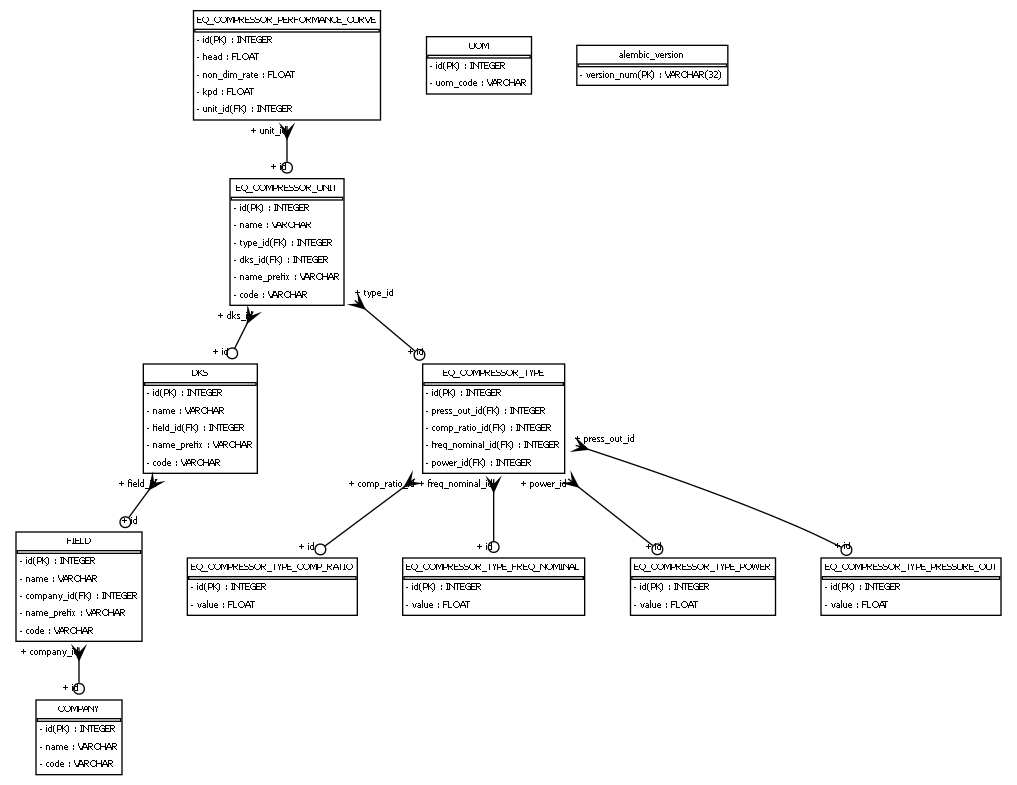 EQ_COMPRESSOR_PERFORMANCE_CURVE
- id(PK) : INTEGER
- head : FLOAT
- non_dim_rate : FLOAT
- kpd : FLOAT
- unit_id(FK) : INTEGER
UOM
- id(PK) : INTEGER
- uom_code : VARCHAR
alembic_version
- version_num(PK) : VARCHAR(32)
+ unit_id
+ id
EQ_COMPRESSOR_UNIT
- id(PK) : INTEGER
- name : VARCHAR
- type_id(FK) : INTEGER
- dks_id(FK) : INTEGER
- name_prefix : VARCHAR
- code : VARCHAR
+ dks_id
+ type_id
+ id
+ id
DKS
- id(PK) : INTEGER
- name : VARCHAR
- field_id(FK) : INTEGER
- name_prefix : VARCHAR
- code : VARCHAR
EQ_COMPRESSOR_TYPE
- id(PK) : INTEGER
- press_out_id(FK) : INTEGER
- comp_ratio_id(FK) : INTEGER
- freq_nominal_id(FK) : INTEGER
- power_id(FK) : INTEGER
+ press_out_id
+ field_id
+ comp_ratio_id
+ freq_nominal_id
+ power_id
+ id
+ id
+ id
+ id
+ id
FIELD
- id(PK) : INTEGER
- name : VARCHAR
- company_id(FK) : INTEGER
- name_prefix : VARCHAR
- code : VARCHAR
EQ_COMPRESSOR_TYPE_COMP_RATIO
- id(PK) : INTEGER
- value : FLOAT
EQ_COMPRESSOR_TYPE_FREQ_NOMINAL
- id(PK) : INTEGER
- value : FLOAT
EQ_COMPRESSOR_TYPE_POWER
- id(PK) : INTEGER
- value : FLOAT
EQ_COMPRESSOR_TYPE_PRESSURE_OUT
- id(PK) : INTEGER
- value : FLOAT
+ company_id
+ id
COMPANY
- id(PK) : INTEGER
- name : VARCHAR
- code : VARCHAR